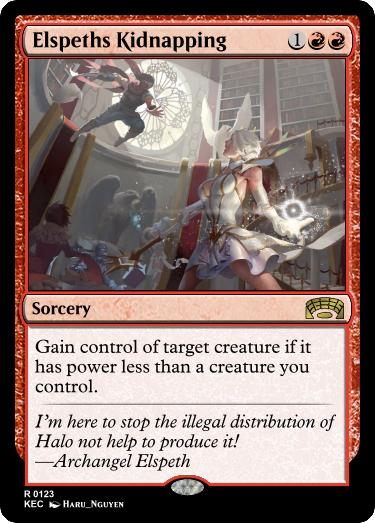 Elspeths Kidnapping 1
Sorcery
Gain control of target creature if it
has power less than a creature you
control.
I'm here to stop the illegal distribution of
Halo not help to produce it!
—Archangel Elspeth
R 0123
KEC Haru_Nguyen